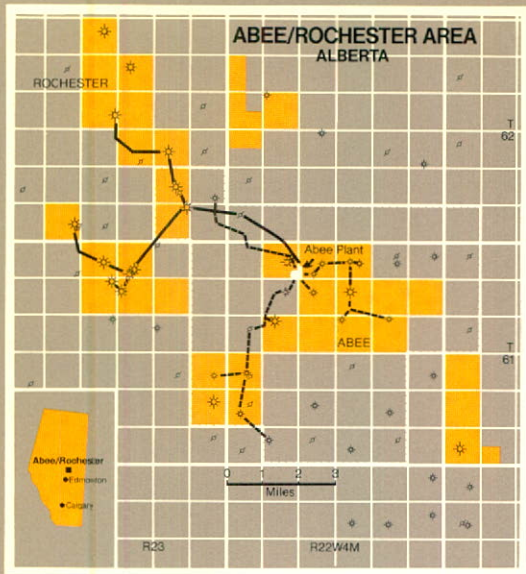 ABEE/ROCHESTER AREA
ALBERTA
ROCHESTER
T
62
Abee Plant
ABEE
T
61
Abee/Rochester
Edmonton
Calgary
0 1 2 3
Miles
R23
R22W4M